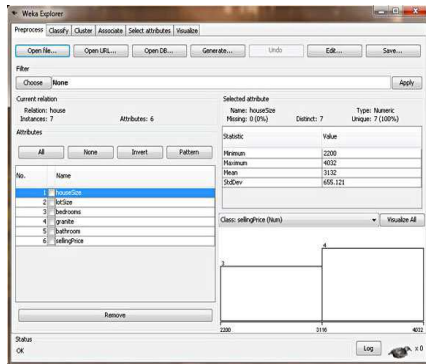 Weka Explorer
Preprocess Classify Cluster Associate Select attributes Visualize
Open file... Open URL... Open DB... Generate... Undo Edit... Save...
Filter
Choose None Apply
Current relation
Relation: house
Instances: 7 Attributes: 6
Attributes
All None Invert Pattern
No. Name
1 houseSize
2 lotSize
3 bedrooms
4 granite
5 bathroom
6 sellingPrice
Remove
Selected attribute
Name: houseSize Type: Numeric
Missing: 0 (0%) Distinct: 7 Unique: 7 (100%)
Statistic Value
Minimum 2200
Maximum 4032
Mean 3132
StdDev 655.121
Class: sellingPrice (Num) Visualize All
3 4
2200 3116 4032
Status
OK Log x 0